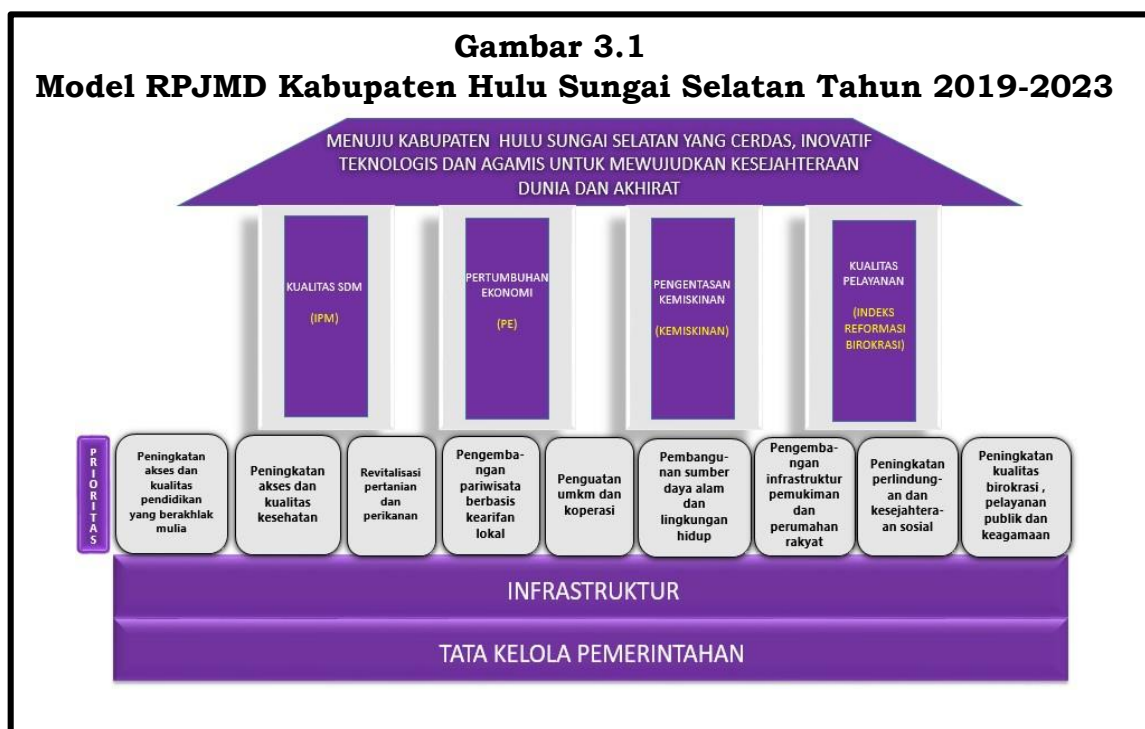 Gambar 3.1
Model RPJMD Kabupaten Hulu Sungai Selatan Tahun 2019-2023
MENUJU KABUPATEN HULU SUNGAI SELATAN YANG CERDAS, INOVATIF
TEKNOLOGIS DAN AGAMIS UNTUK MEWUJUDKAN KESEJAHTERAAN
DUNIA DAN AKHIRAT
KUALITAS SDM
(IPM)
PERTUMBUHAN
EKONOMI
(PE)
PENGENTASAN
KEMISKINAN
(KEMISKINAN)
KUALITAS
PELAYANAN
(INDEKS
REFORMASI
BIROKRASI)
PRIORITAS
Peningkatan
akses dan
kualitas
pendidikan
yang berakhlak
mulia
Peningkatan
akses dan
kualitas
kesehatan
Revitalisasi
pertanian
dan
perikanan
Pengemba-
ngan
pariwisata
berbasis
kearifan
lokal
Penguatan
umkm dan
koperasi
Pembangu-
nan sumber
daya alam
dan
lingkungan
hidup
Pengemba-
ngan
infrastruktur
pemukiman
dan
perumahan
rakyat
Peningkatan
perlindung-
an dan
kesejahtera-
an sosial
Peningkatan
kualitas
birokrasi ,
pelayanan
publik dan
keagamaan
INFRASTRUKTUR
TATA KELOLA PEMERINTAHAN